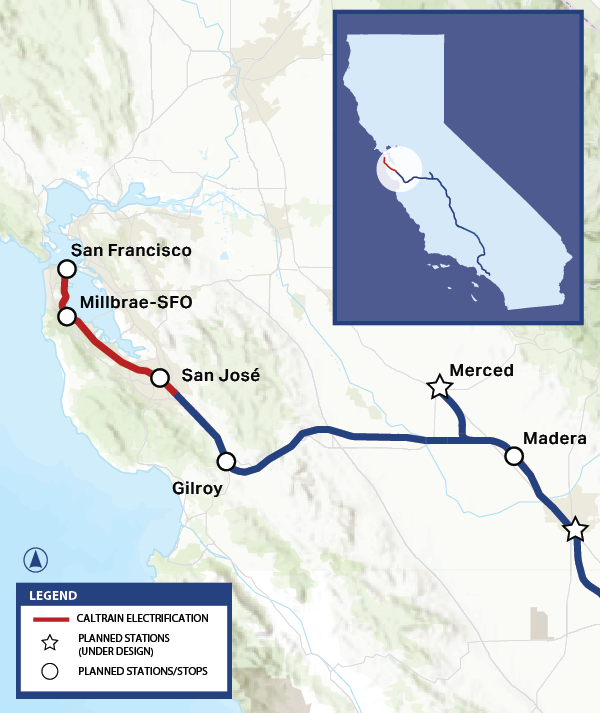 San Francisco
Millbrae-SFO
San José
Merced
Madera
Gilroy
LEGEND
CALTRAIN ELECTRIFICATION
PLANNED STATIONS
(UNDER DESIGN)
PLANNED STATIONS/STOPS